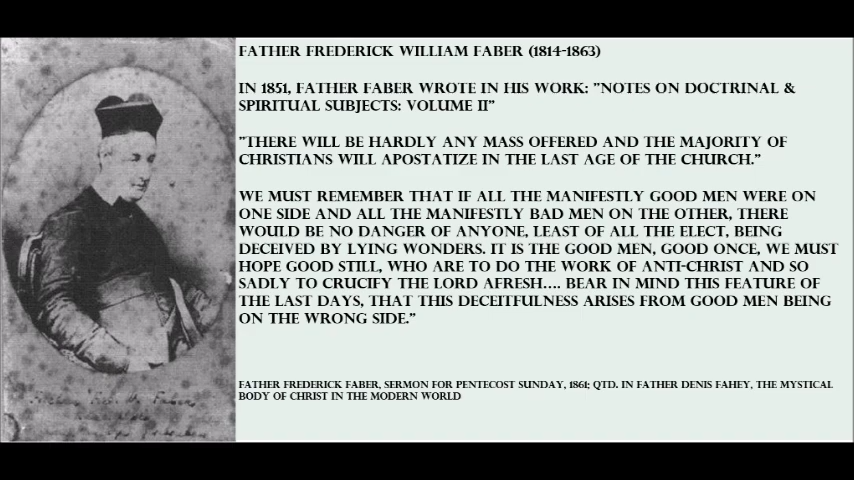 FATHER FREDERICK WILLIAM FABER (1814-1863)
IN 1851, FATHER FABER WROTE IN HIS WORK: "NOTES ON DOCTRINAL &
SPIRITUAL SUBJECTS: VOLUME II"
"THERE WILL BE HARDLY ANY MASS OFFERED AND THE MAJORITY OF
CHRISTIANS WILL APOSTATIZE IN THE LAST AGE OF THE CHURCH."
WE MUST REMEMBER THAT IF ALL THE MANIFESTLY GOOD MEN WERE ON
ONE SIDE AND ALL THE MANIFESTLY BAD MEN ON THE OTHER, THERE
WOULD BE NO DANGER OF ANYONE, LEAST OF ALL THE ELECT, BEING
DECEIVED BY LYING WONDERS. IT IS THE GOOD MEN, GOOD ONCE, WE MUST
HOPE GOOD STILL, WHO ARE TO DO THE WORK OF ANTI-CHRIST AND SO
SADLY TO CRUCIFY THE LORD AFRESH.... BEAR IN MIND THIS FEATURE OF
THE LAST DAYS, THAT THIS DECEITFULNESS ARISES FROM GOOD MEN BEING
ON THE WRONG SIDE."
FATHER FREDERICK FABER, SERMON FOR PENTECOST SUNDAY, 1861; QTD. IN FATHER DENIS FAHEY, THE MYSTICAL
BODY OF CHRIST IN THE MODERN WORLD
Faber